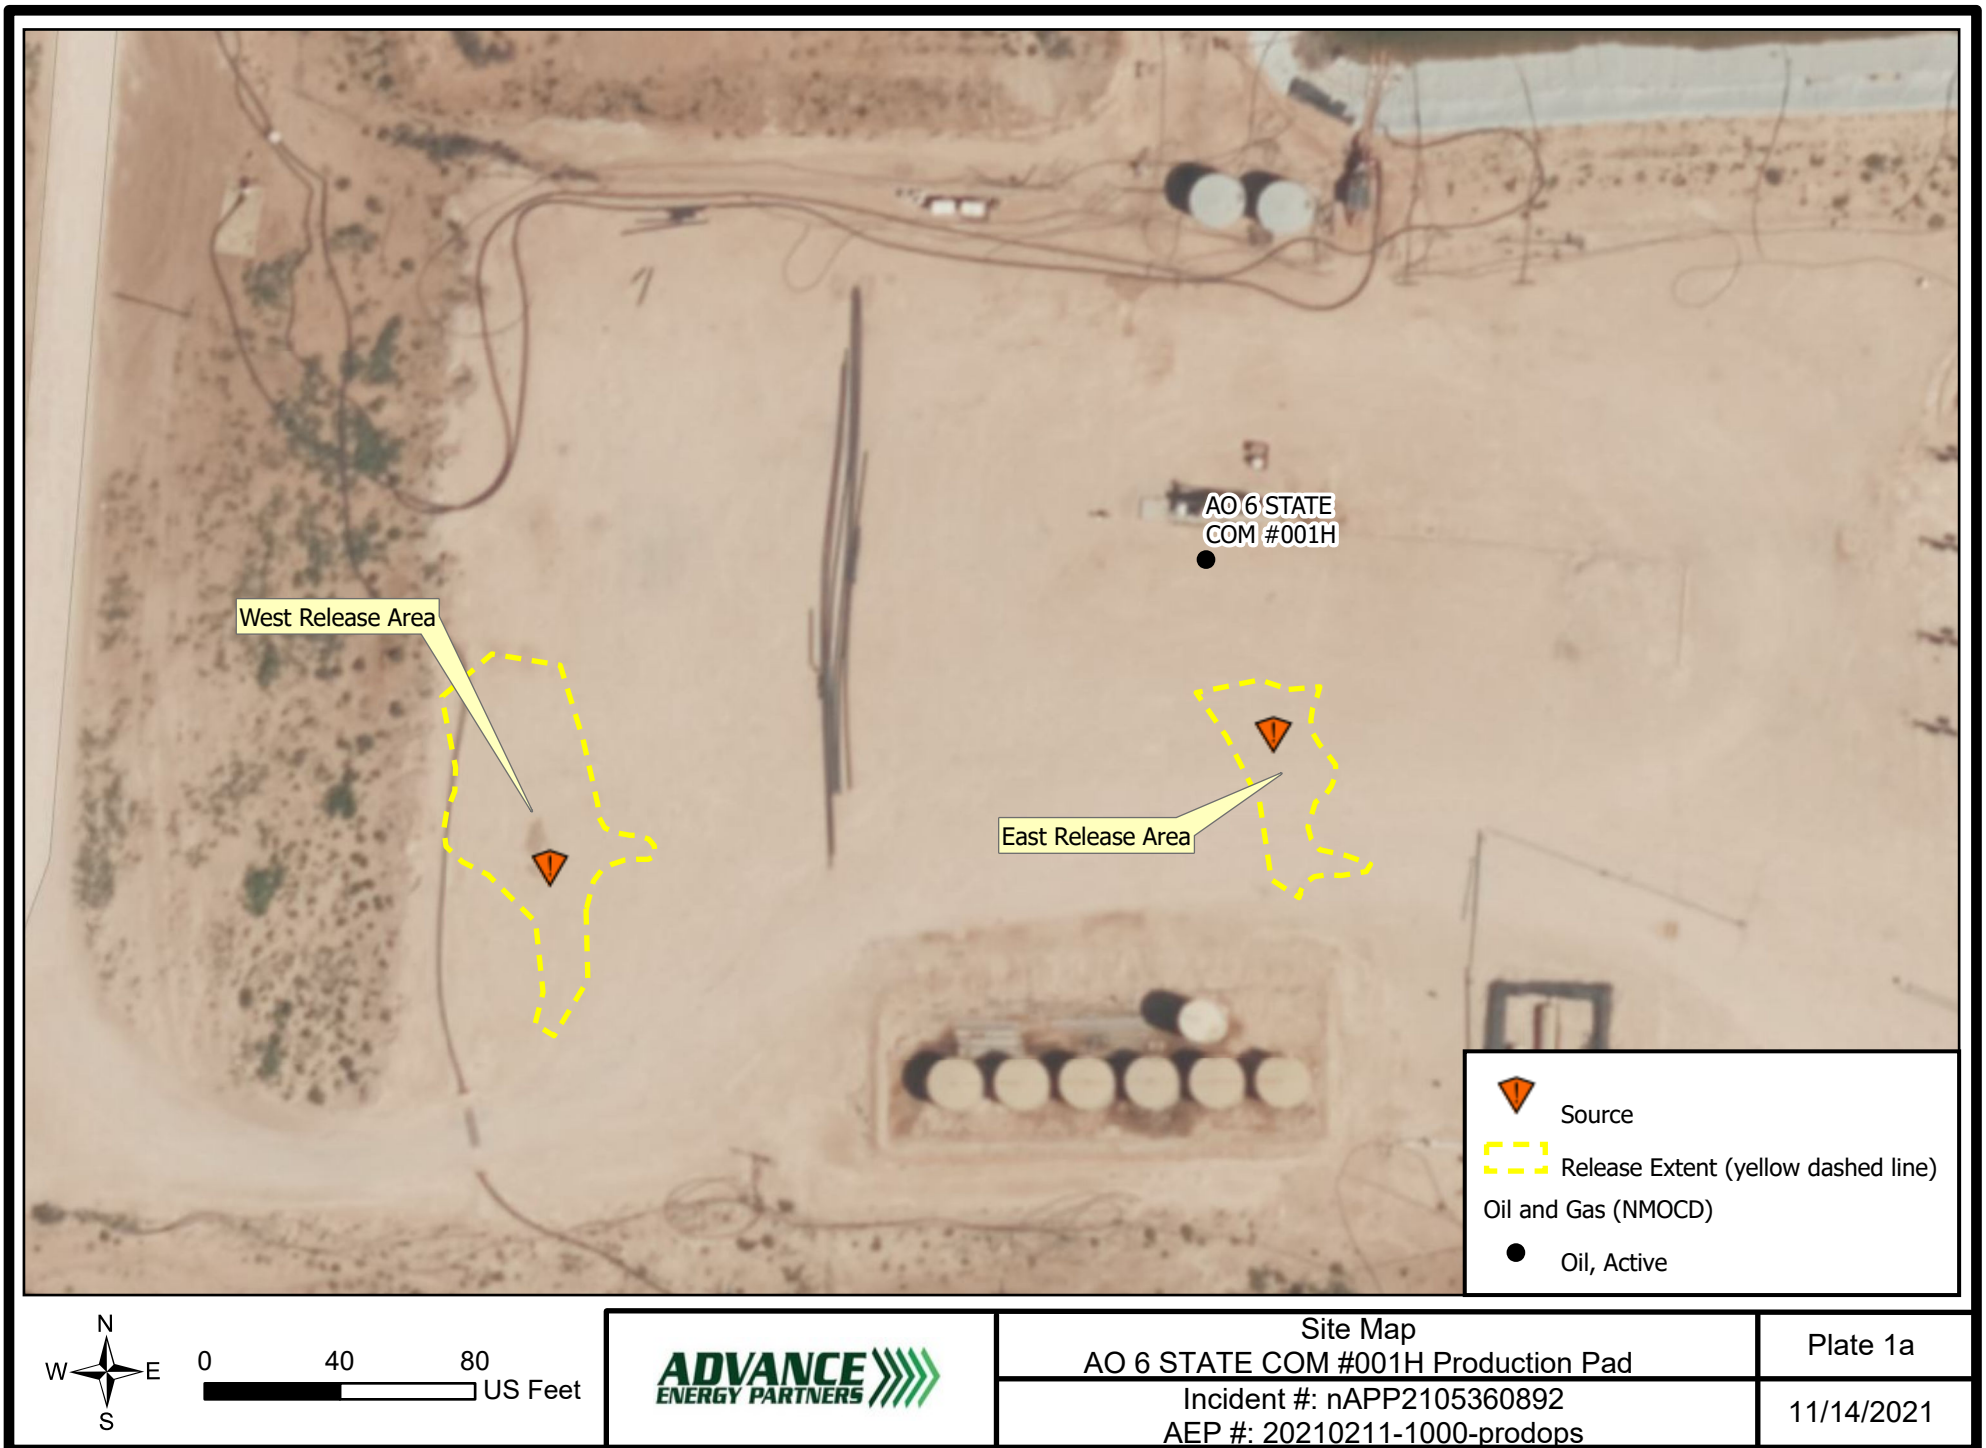 AO 6 STATE
COM #001H
West Release Area
East Release Area
Source
Release Extent (yellow dashed line)
Oil and Gas (NMOCD)
Oil, Active
N
W E
S
0 40 80
US Feet
ADVANCE
ENERGY PARTNERS
Site Map
AO 6 STATE COM #001H Production Pad
Incident #: nAPP2105360892
AEP #: 20210211-1000-prodops
Plate 1a
11/14/2021